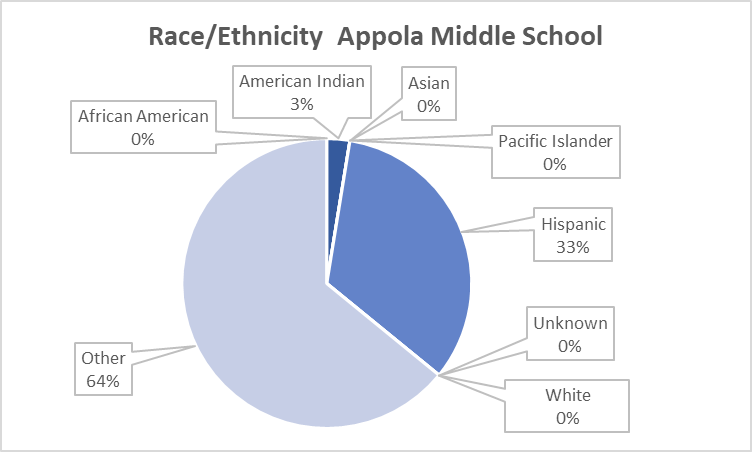 Race/Ethnicity  Appola Middle School
African American
0%
American Indian
3%
Asian
0%
Pacific Islander
0%
Hispanic
33%
Unknown
0%
White
0%
Other
64%